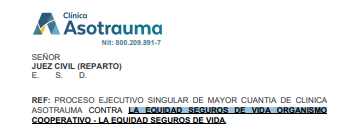 Clínica
Asotrauma
Nit: 800.209.891-7
SEÑOR
JUEZ CIVIL (REPARTO)
E. S. D.
REF: PROCESO EJECUTIVO SINGULAR DE MAYOR CUANTIA DE CLINICA
ASOTRAUMA CONTRA LA EQUIDAD SEGUROS DE VIDA ORGANISMO
COOPERATIVO - LA EQUIDAD SEGUROS DE VIDA.